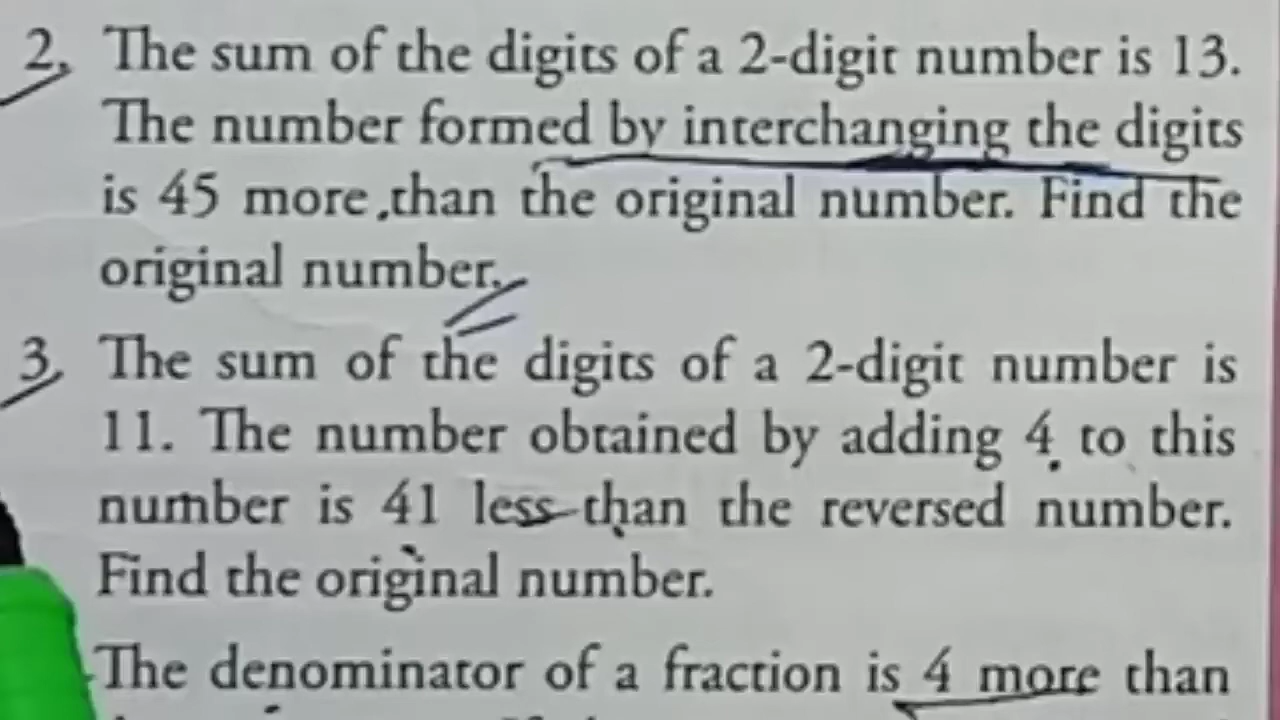 2. The sum of the digits of a 2-digit number is 13.
The number formed by interchanging the digits
is 45 more than the original number. Find the
original number.
3. The sum of the digits of a 2-digit number is
11. The number obtained by adding 4 to this
number is 41 less than the reversed number.
Find the original number.
The denominator of a fraction is 4 more than